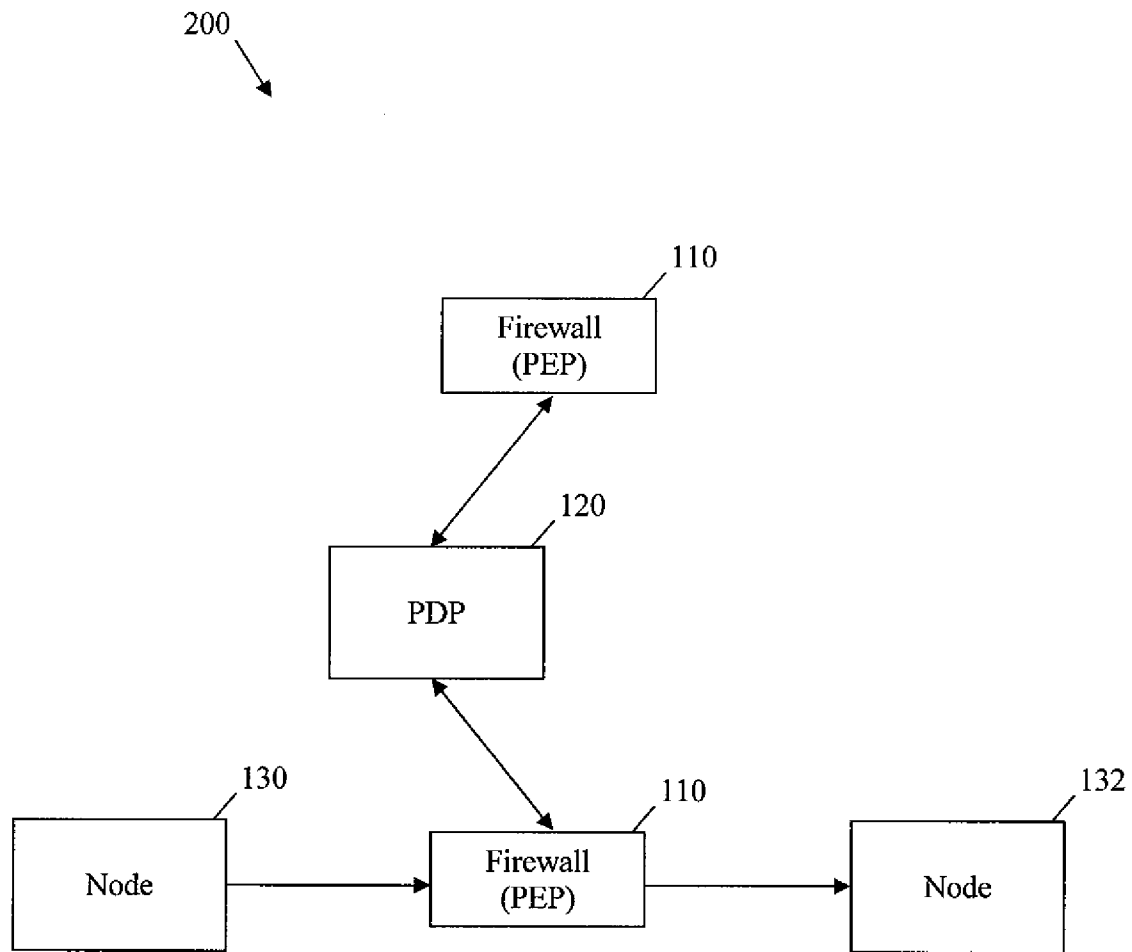 200
110
Firewall
(PEP)
120
PDP
130
110
132
Node
Firewall
(PEP)
Node